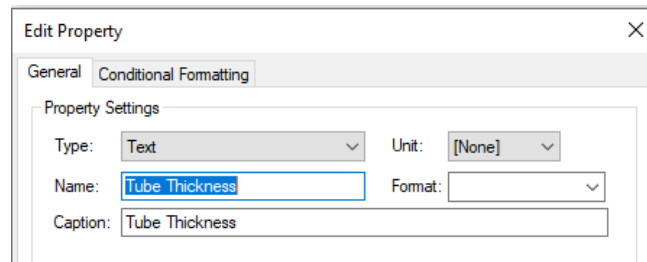 Edit Property
General Conditional Formatting
Property Settings
Type: Text Unit: [None]
Name: Tube Thickness Format:
Caption: Tube Thickness